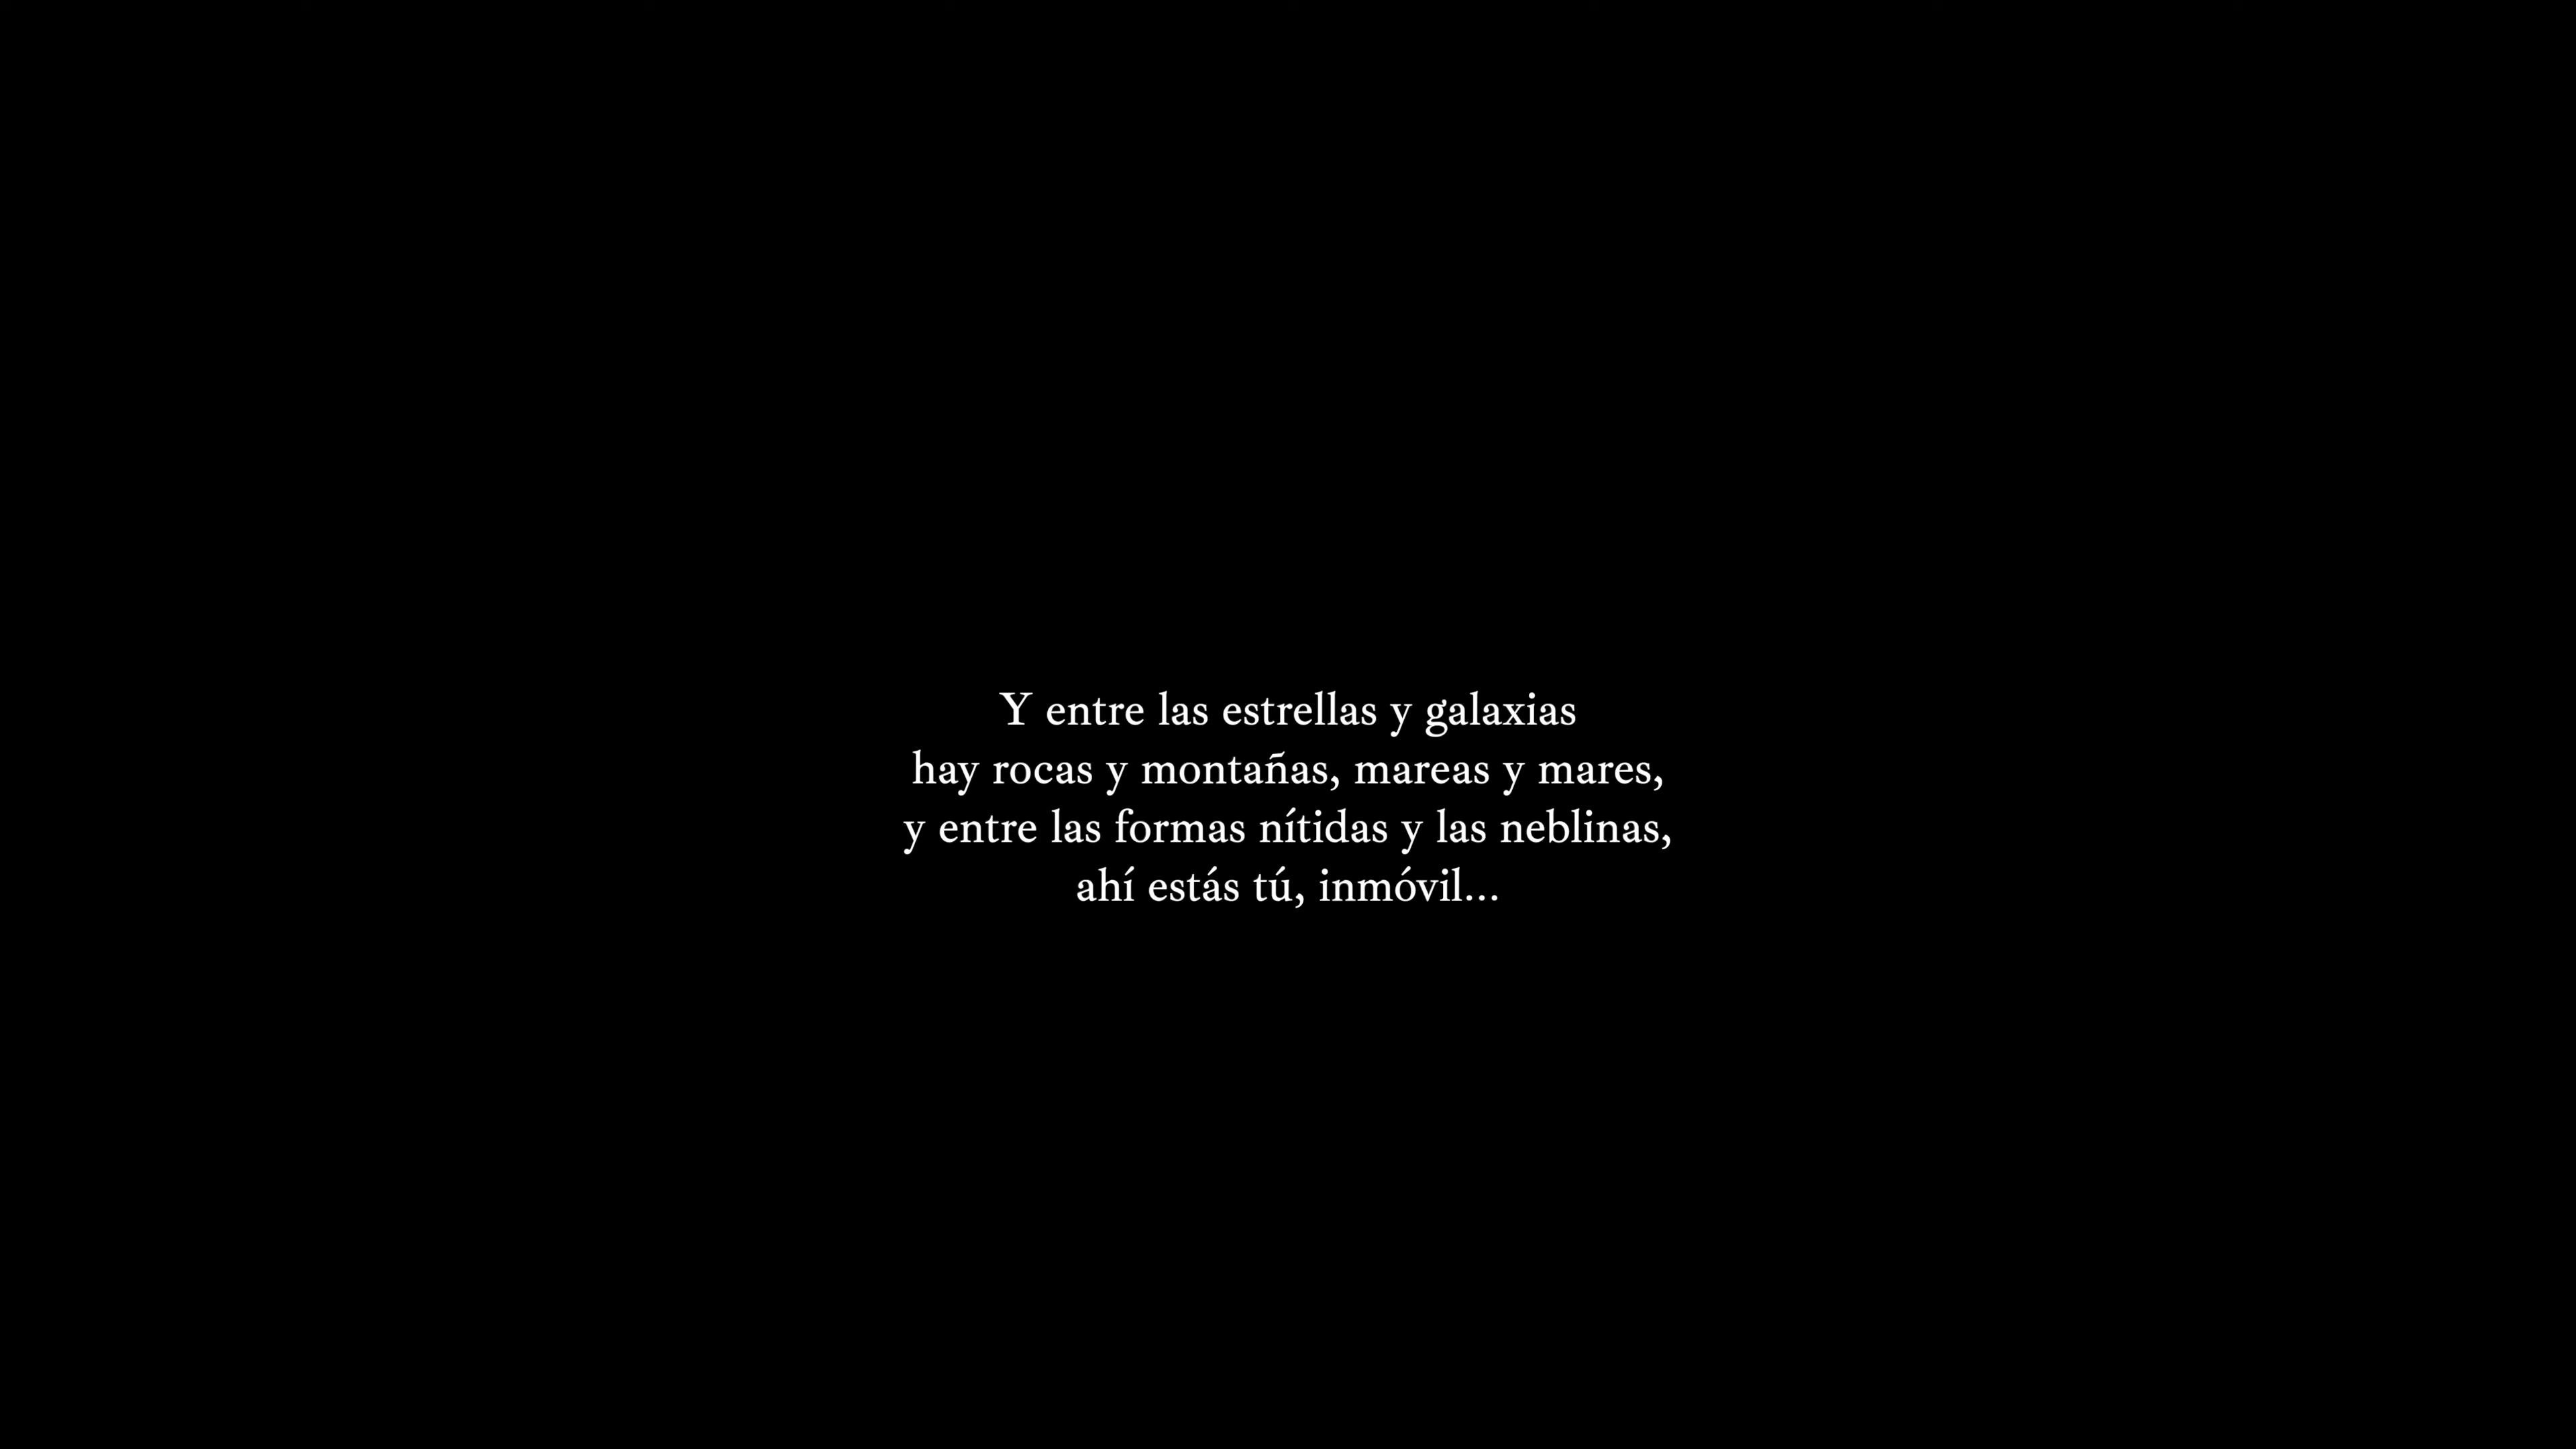 Y entre las estrellas y galaxias
hay rocas y montañas, mareas y mares,
y entre las formas nítidas y las neblinas,
ahí estás tú, inmóvil...